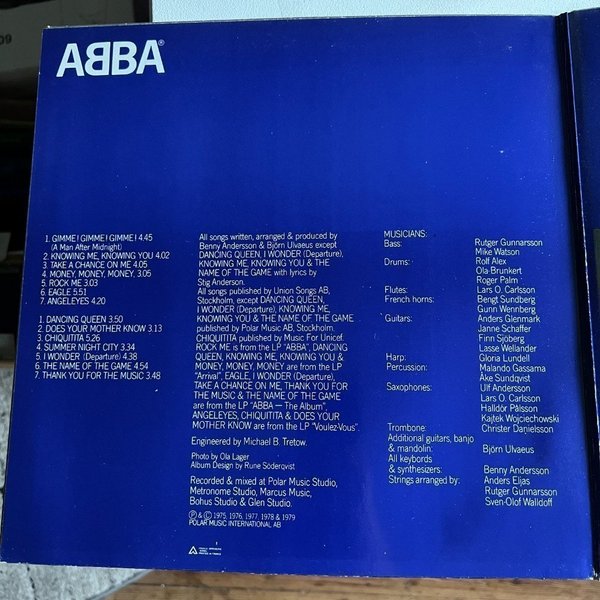 09
ABBA®
1. GIMME! GIMME! GIMME! 4.45
(A Man After Midnight)
2. KNOWING ME, KNOWING YOU 4.02
3. TAKE A CHANCE ON ME 4.05
4. MONEY, MONEY, MONEY. 3.05
5. ROCK ME 3.03
6. EAGLE 5.51
7. ANGELEYES 4.20
1. DANCING QUEEN 3.50
2. DOES YOUR MOTHER KNOW 3.13
3. CHIQUITITA 5.26
4. SUMMER NIGHT CITY 3.34
5. I WONDER (Departure) 4.38
6. THE NAME OF THE GAME 4.54
7. THANK YOU FOR THE MUSIC 3.48
All songs written, arranged & produced by
Benny Andersson & Björn Ulvaeus except
DANCING QUEEN, I WONDER (Departure),
KNOWING ME, KNOWING YOU & THE
NAME OF THE GAME with lyrics by
Stig Anderson.
All songs published by Union Songs AB,
Stockholm, except DANCING QUEEN,
I WONDER (Departure), KNOWING ME,
KNOWING YOU & THE NAME OF THE GAME
published by Polar Music AB, Stockholm.
CHIQUITITA published by Music For Unicef.
ROCK ME is from the LP "ABBA", DANCING
QUEEN, KNOWING ME, KNOWING YOU &
MONEY, MONEY, MONEY are from the LP
"Arrival", EAGLE, I WONDER (Departure),
TAKE A CHANCE ON ME, THANK YOU FOR
THE MUSIC & THE NAME OF THE GAME
are from the LP "ABBA — The Album",
ANGELEYES, CHIQUITITA & DOES YOUR
MOTHER KNOW are from the LP "Voulez-Vous".
Engineered by Michael B. Tretow.
Photo by Ola Lager
Album Design by Rune Söderqvist
Recorded & mixed at Polar Music Studio,
Metronome Studio, Marcus Music,
Bohus Studio & Glen Studio.
Ⓟ & © 1975, 1976, 1977, 1978 & 1979
POLAR MUSIC INTERNATIONAL AB
MUSICIANS:
Bass: Rutger Gunnarsson
Mike Watson
Drums: Rolf Alex
Ola Brunkert
Roger Palm
Flutes: Lars O. Carlsson
French horns: Bengt Sundberg
Gunn Wennberg
Guitars: Anders Glenmark
Janne Schaffer
Finn Sjöberg
Lasse Wellander
Harp: Gloria Lundell
Percussion: Malando Gassama
Åke Sundqvist
Saxophones: Ulf Andersson
Lars O. Carlsson
Halldór Pálsson
Kajtek Wojciechowski
Trombone: Christer Danielsson
Additional guitars, banjo
& mandolin: Björn Ulvaeus
All keyboards
& synthesizers: Benny Andersson
Strings arranged by: Anders Eljas
Rutger Gunnarsson
Sven-Olof Walldoff